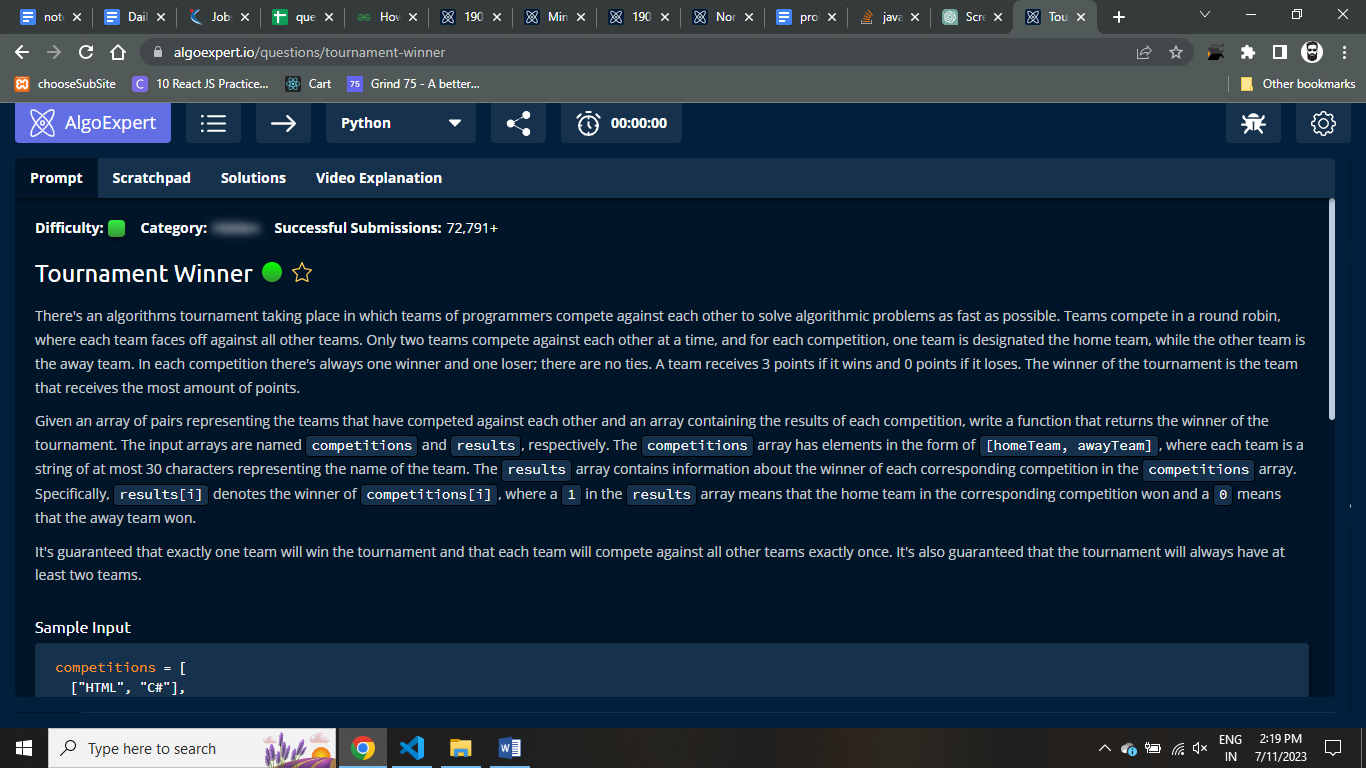 note
Dail
Job
que
How
190
Min
190
Nor
pro
java
Scre
Tou
algoexpert.io/questions/tournament-winner
chooseSubSite
C
10 React JS Practice...
Cart
75
Grind 75 - A better...
Other bookmarks
AlgoExpert
Python
00:00:00
Prompt
Scratchpad
Solutions
Video Explanation
Difficulty:
Category:
Successful Submissions: 72,791+
Tournament Winner
There's an algorithms tournament taking place in which teams of programmers compete against each other to solve algorithmic problems as fast as possible. Teams compete in a round robin,
where each team faces off against all other teams. Only two teams compete against each other at a time, and for each competition, one team is designated the home team, while the other team is
the away team. In each competition there's always one winner and one loser; there are no ties. A team receives 3 points if it wins and 0 points if it loses. The winner of the tournament is the team
that receives the most amount of points.
Given an array of pairs representing the teams that have competed against each other and an array containing the results of each competition, write a function that returns the winner of the
tournament. The input arrays are named competitions and results, respectively. The competitions array has elements in the form of [homeTeam, awayTeam], where each team is a
string of at most 30 characters representing the name of the team. The results array contains information about the winner of each corresponding competition in the competitions array.
Specifically, results[i] denotes the winner of competitions[i], where a 1 in the results array means that the home team in the corresponding competition won and a 0 means
that the away team won.
It's guaranteed that exactly one team will win the tournament and that each team will compete against all other teams exactly once. It's also guaranteed that the tournament will always have at
least two teams.
Sample Input
competitions = [
["HTML", "C#"],
Type here to search
ENG
IN
2:19 PM
7/11/2023